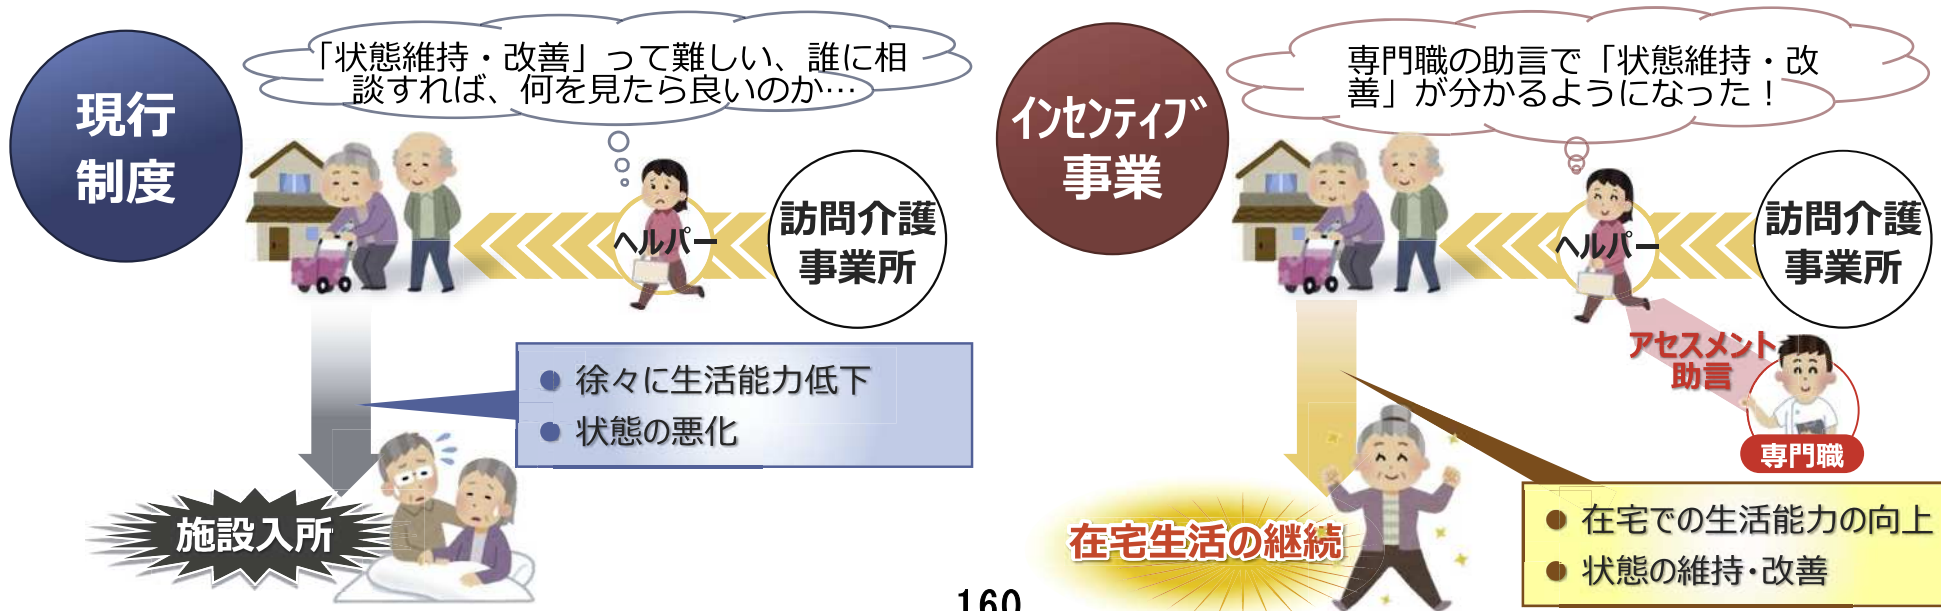 現行
制度
「状態維持・改善」って難しい、誰に相
談すれば、何を見たら良いのか…
ヘルパー
訪問介護
事業所
● 徐々に生活能力低下
● 状態の悪化
施設入所
インセンティブ
事業
専門職の助言で「状態維持・改
善」が分かるようになった！
ヘルパー
訪問介護
事業所
アセスメント
助言
専門職
在宅生活の継続
● 在宅での生活能力の向上
● 状態の維持・改善
160